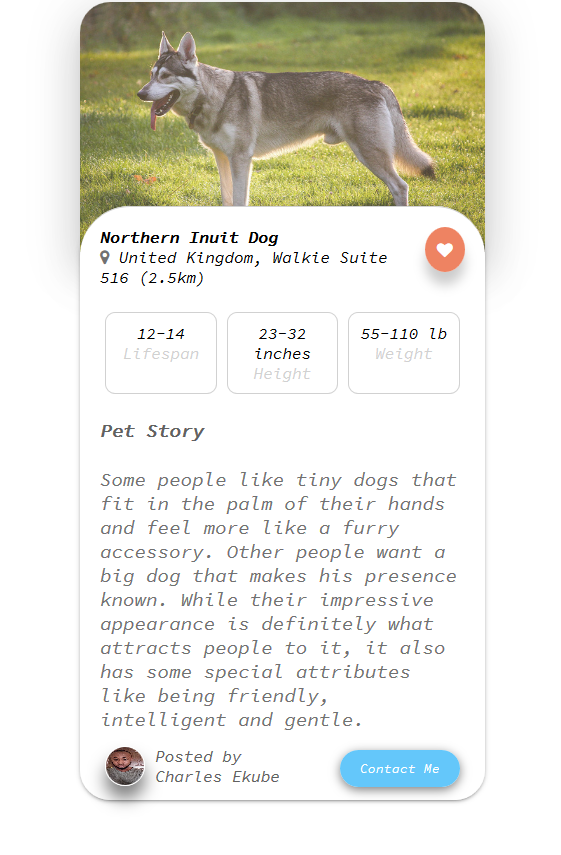 Northern Inuit Dog
United Kingdom, Walkie Suite
516 (2.5km)
12-14
Lifespan
23-32
inches
Height
55-110 lb
Weight
Pet Story
Some people like tiny dogs that
fit in the palm of their hands
and feel more like a furry
accessory. Other people want a
big dog that makes his presence
known. While their impressive
appearance is definitely what
attracts people to it, it also
has some special attributes
like being friendly,
intelligent and gentle.
Posted by
Charles Ekube
Contact Me